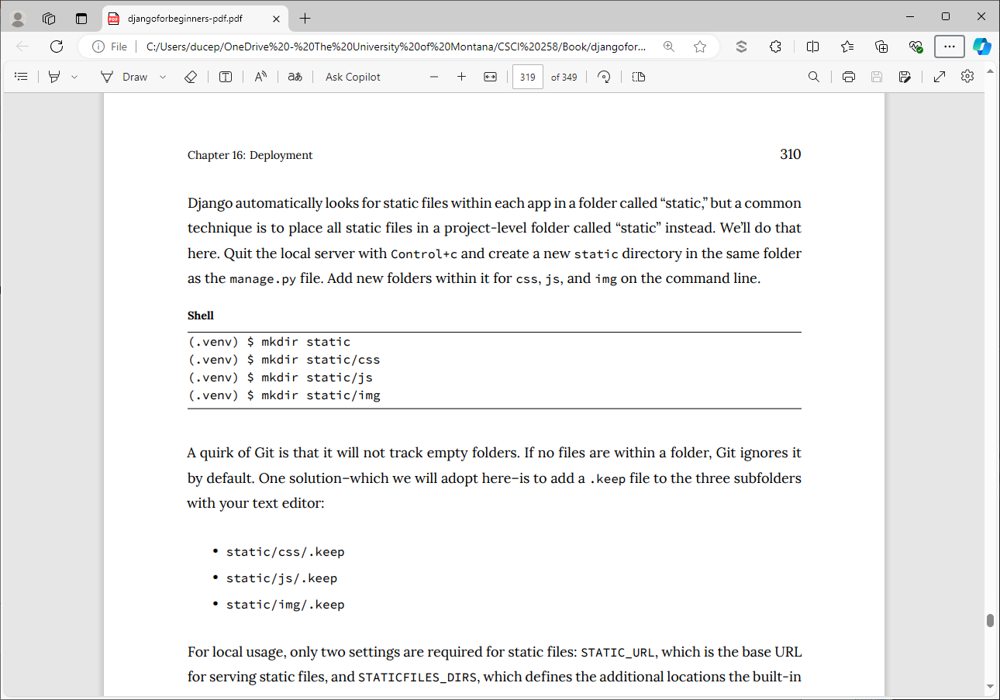 djangoforbeginners-pdf.pdf
File
C:/Users/ducep/OneDrive%20-%20The%20University%20of%20Montana/CSCI%20258/Book/djangofor...
Draw
aあ
Ask Copilot
319 of 349
Chapter 16: Deployment 310
Django automatically looks for static files within each app in a folder called “static,” but a common
technique is to place all static files in a project-level folder called “static” instead. We’ll do that
here. Quit the local server with Control+c and create a new static directory in the same folder
as the manage.py file. Add new folders within it for css, js, and img on the command line.
Shell
(.venv) $ mkdir static
(.venv) $ mkdir static/css
(.venv) $ mkdir static/js
(.venv) $ mkdir static/img
A quirk of Git is that it will not track empty folders. If no files are within a folder, Git ignores it
by default. One solution–which we will adopt here–is to add a .keep file to the three subfolders
with your text editor:
• static/css/.keep
• static/js/.keep
• static/img/.keep
For local usage, only two settings are required for static files: STATIC_URL, which is the base URL
for serving static files, and STATICFILES_DIRS, which defines the additional locations the built-in